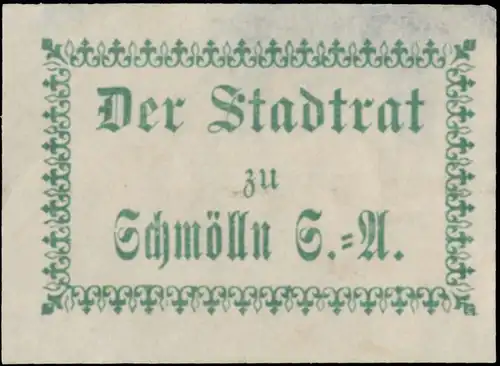 Der Stadtrat
zu
Schmölln S.=A.